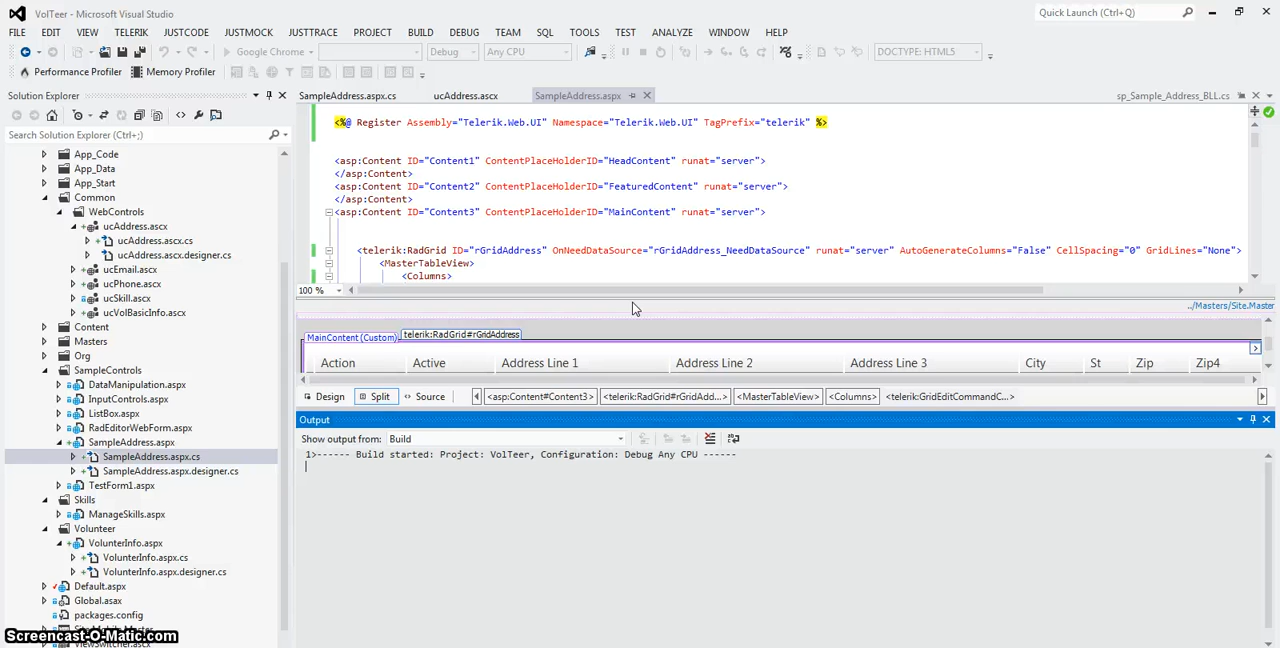 VolTeer - Microsoft Visual Studio
Quick Launch (Ctrl+Q)
FILE EDIT VIEW TELERIK JUSTCODE JUSTMOCK JUSTTRACE PROJECT BUILD DEBUG TEAM SQL TOOLS TEST ANALYZE WINDOW HELP
Google Chrome Debug Any CPU DOCTYPE: HTML5
Performance Profiler Memory Profiler
Solution Explorer
Search Solution Explorer (Ctrl+;)
App_Code
App_Data
App_Start
Common
WebControls
ucAddress.ascx
ucAddress.ascx.cs
ucAddress.ascx.designer.cs
ucEmail.ascx
ucPhone.ascx
ucSkill.ascx
ucVolBasicInfo.ascx
Content
Masters
Org
SampleControls
DataManipulation.aspx
InputControls.aspx
ListBox.aspx
RadEditorWebForm.aspx
SampleAddress.aspx
SampleAddress.aspx.cs
SampleAddress.aspx.designer.cs
TestForm1.aspx
Skills
ManageSkills.aspx
Volunteer
VolunterInfo.aspx
VolunterInfo.aspx.cs
VolunterInfo.aspx.designer.cs
Default.aspx
Global.asax
packages.config
Screencast-O-Matic.com
SampleAddress.aspx.cs ucAddress.ascx SampleAddress.aspx sp_Sample_Address_BLL.cs
<%@ Register Assembly="Telerik.Web.UI" Namespace="Telerik.Web.UI" TagPrefix="telerik" %>
<asp:Content ID="Content1" ContentPlaceHolderID="HeadContent" runat="server">
</asp:Content>
<asp:Content ID="Content2" ContentPlaceHolderID="FeaturedContent" runat="server">
</asp:Content>
<asp:Content ID="Content3" ContentPlaceHolderID="MainContent" runat="server">
<telerik:RadGrid ID="rGridAddress" OnNeedDataSource="rGridAddress_NeedDataSource" runat="server" AutoGenerateColumns="False" CellSpacing="0" GridLines="None">
<MasterTableView>
<Columns>
100 %
../Masters/Site.Master
MainContent (Custom) telerik:RadGrid#rGridAddress
Action Active Address Line 1 Address Line 2 Address Line 3 City St Zip Zip4
Design Split Source <asp:Content#Content3> <telerik:RadGrid#rGridAdd...> <MasterTableView> <Columns> <telerik:GridEditCommandC...>
Output
Show output from: Build
1>------ Build started: Project: VolTeer, Configuration: Debug Any CPU ------